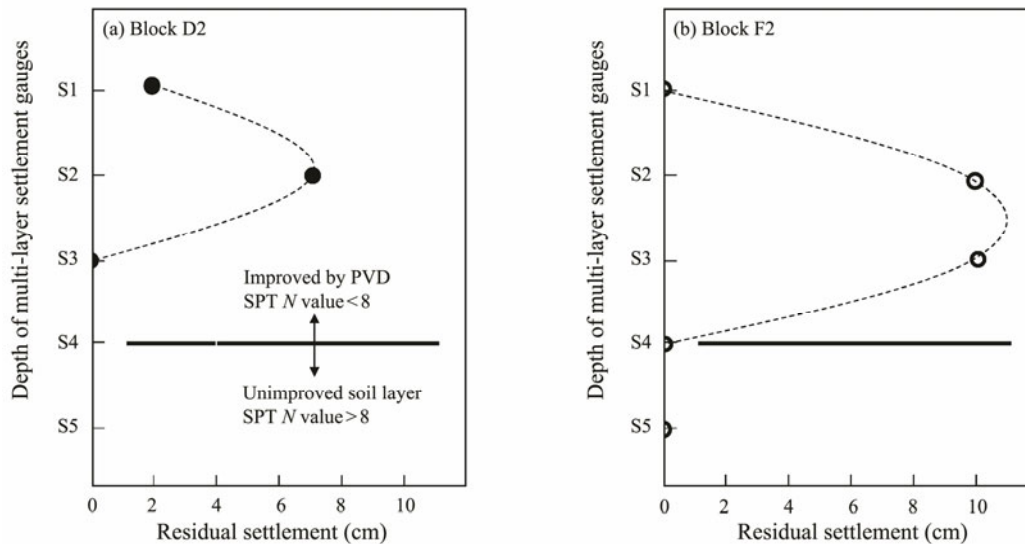 (a) Block D2
Depth of multi-layer settlement gauges
S1
S2
S3
S4
S5
Improved by PVD
SPT N value<8
Unimproved soil layer
SPT N value>8
0 2 4 6 8 10
Residual settlement (cm)
(b) Block F2
Depth of multi-layer settlement gauges
S1
S2
S3
S4
S5
0 2 4 6 8 10
Residual settlement (cm)